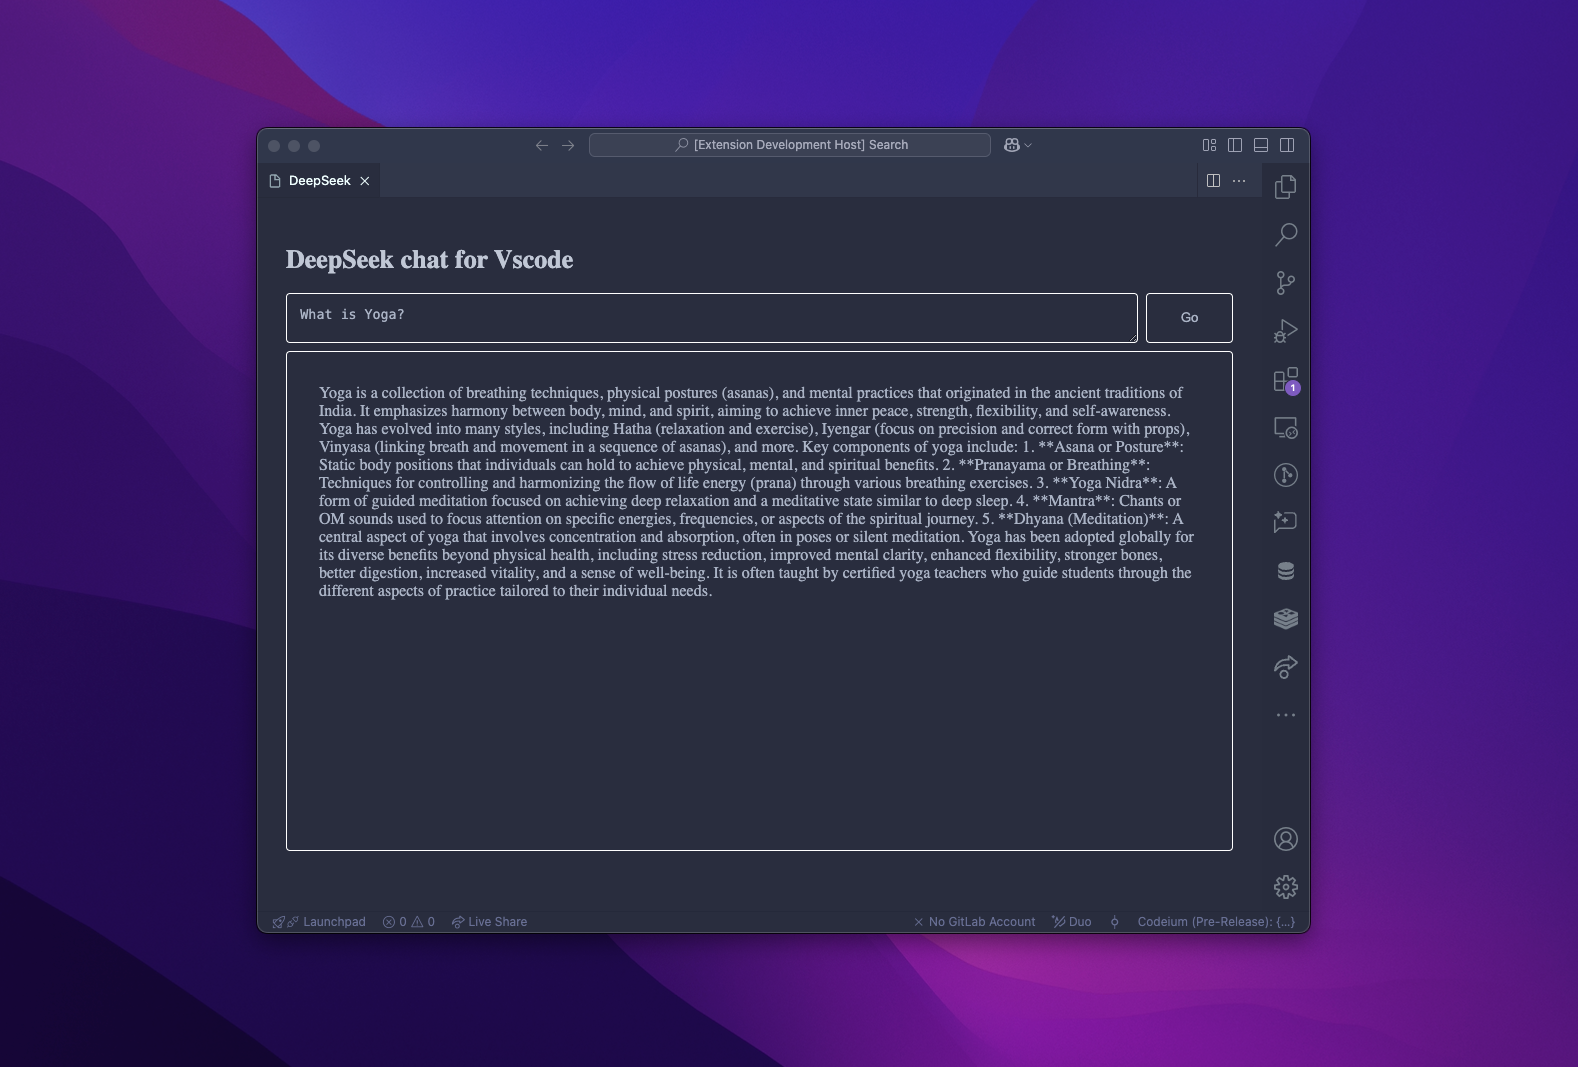 [Extension Development Host] Search
DeepSeek
DeepSeek chat for Vscode
What is Yoga?
Go
Yoga is a collection of breathing techniques, physical postures (asanas), and mental practices that originated in the ancient traditions of
India. It emphasizes harmony between body, mind, and spirit, aiming to achieve inner peace, strength, flexibility, and self-awareness.
Yoga has evolved into many styles, including Hatha (relaxation and exercise), Iyengar (focus on precision and correct form with props),
Vinyasa (linking breath and movement in a sequence of asanas), and more. Key components of yoga include: 1. **Asana or Posture**:
Static body positions that individuals can hold to achieve physical, mental, and spiritual benefits. 2. **Pranayama or Breathing**:
Techniques for controlling and harmonizing the flow of life energy (prana) through various breathing exercises. 3. **Yoga Nidra**: A
form of guided meditation focused on achieving deep relaxation and a meditative state similar to deep sleep. 4. **Mantra**: Chants or
OM sounds used to focus attention on specific energies, frequencies, or aspects of the spiritual journey. 5. **Dhyana (Meditation)**: A
central aspect of yoga that involves concentration and absorption, often in poses or silent meditation. Yoga has been adopted globally for
its diverse benefits beyond physical health, including stress reduction, improved mental clarity, enhanced flexibility, stronger bones,
better digestion, increased vitality, and a sense of well-being. It is often taught by certified yoga teachers who guide students through the
different aspects of practice tailored to their individual needs.
1
Launchpad 0 0 Live Share No GitLab Account Duo Codeium (Pre-Release): {...}